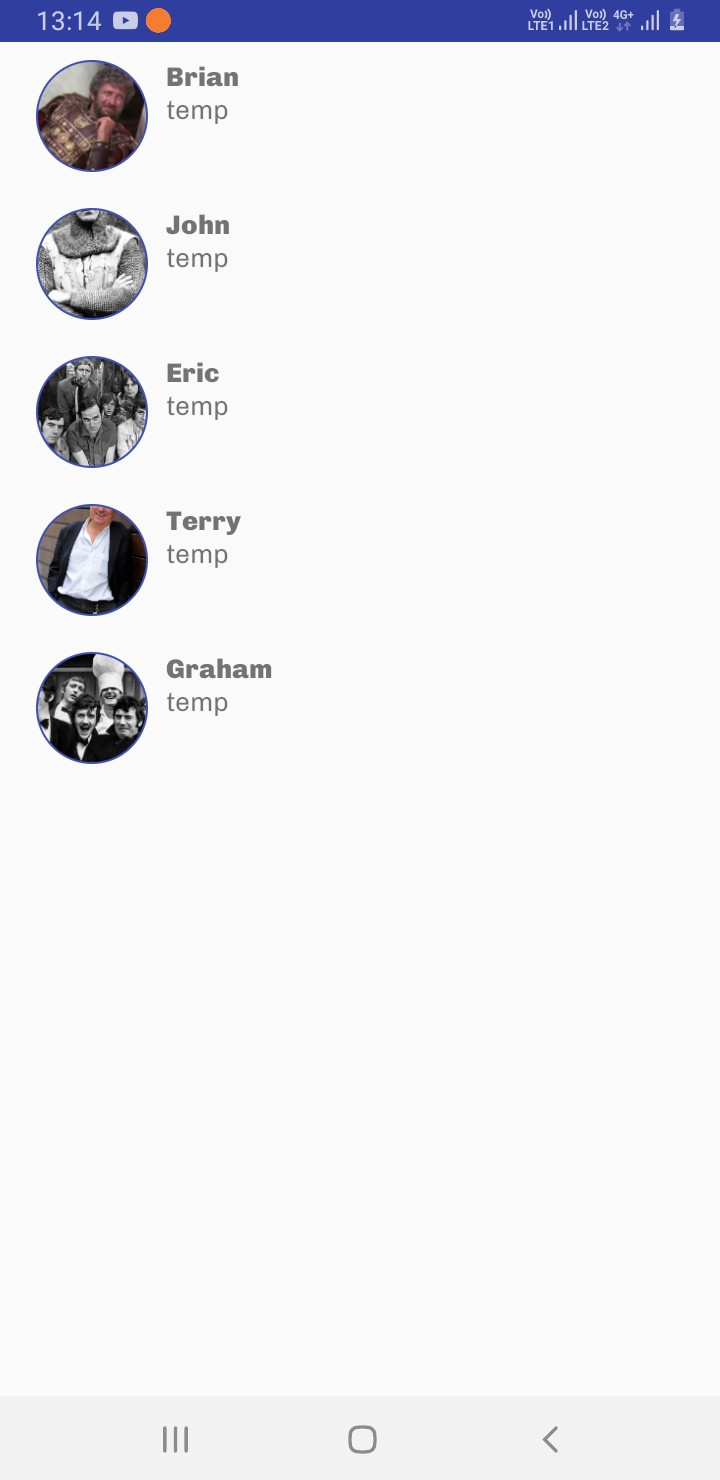 13:14
Vo)) LTE1 Vo)) LTE2 4G+
Brian
temp
John
temp
Eric
temp
Terry
temp
Graham
temp